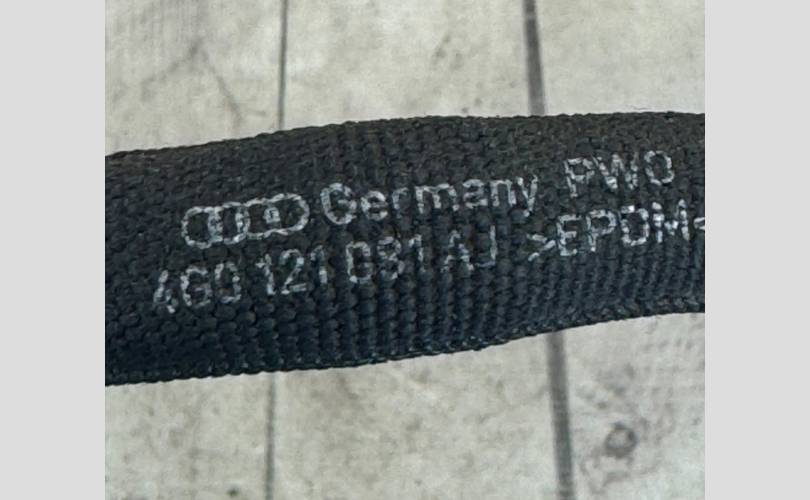 Germany PWO
4G0 121 081 AJ >EPDM<